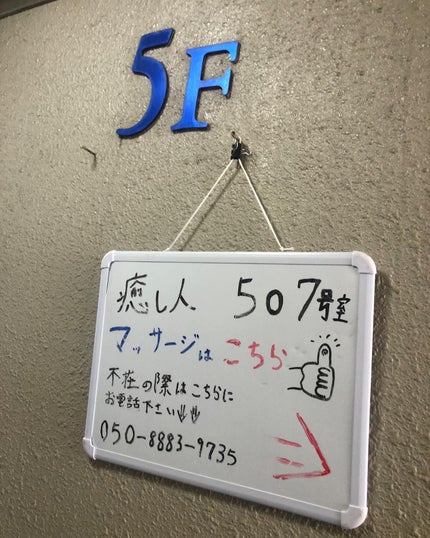 5F
癒し人 507号室
マッサージは こちら
不在の際はこちらに
お電話下さい↓↓
050-8883-9735